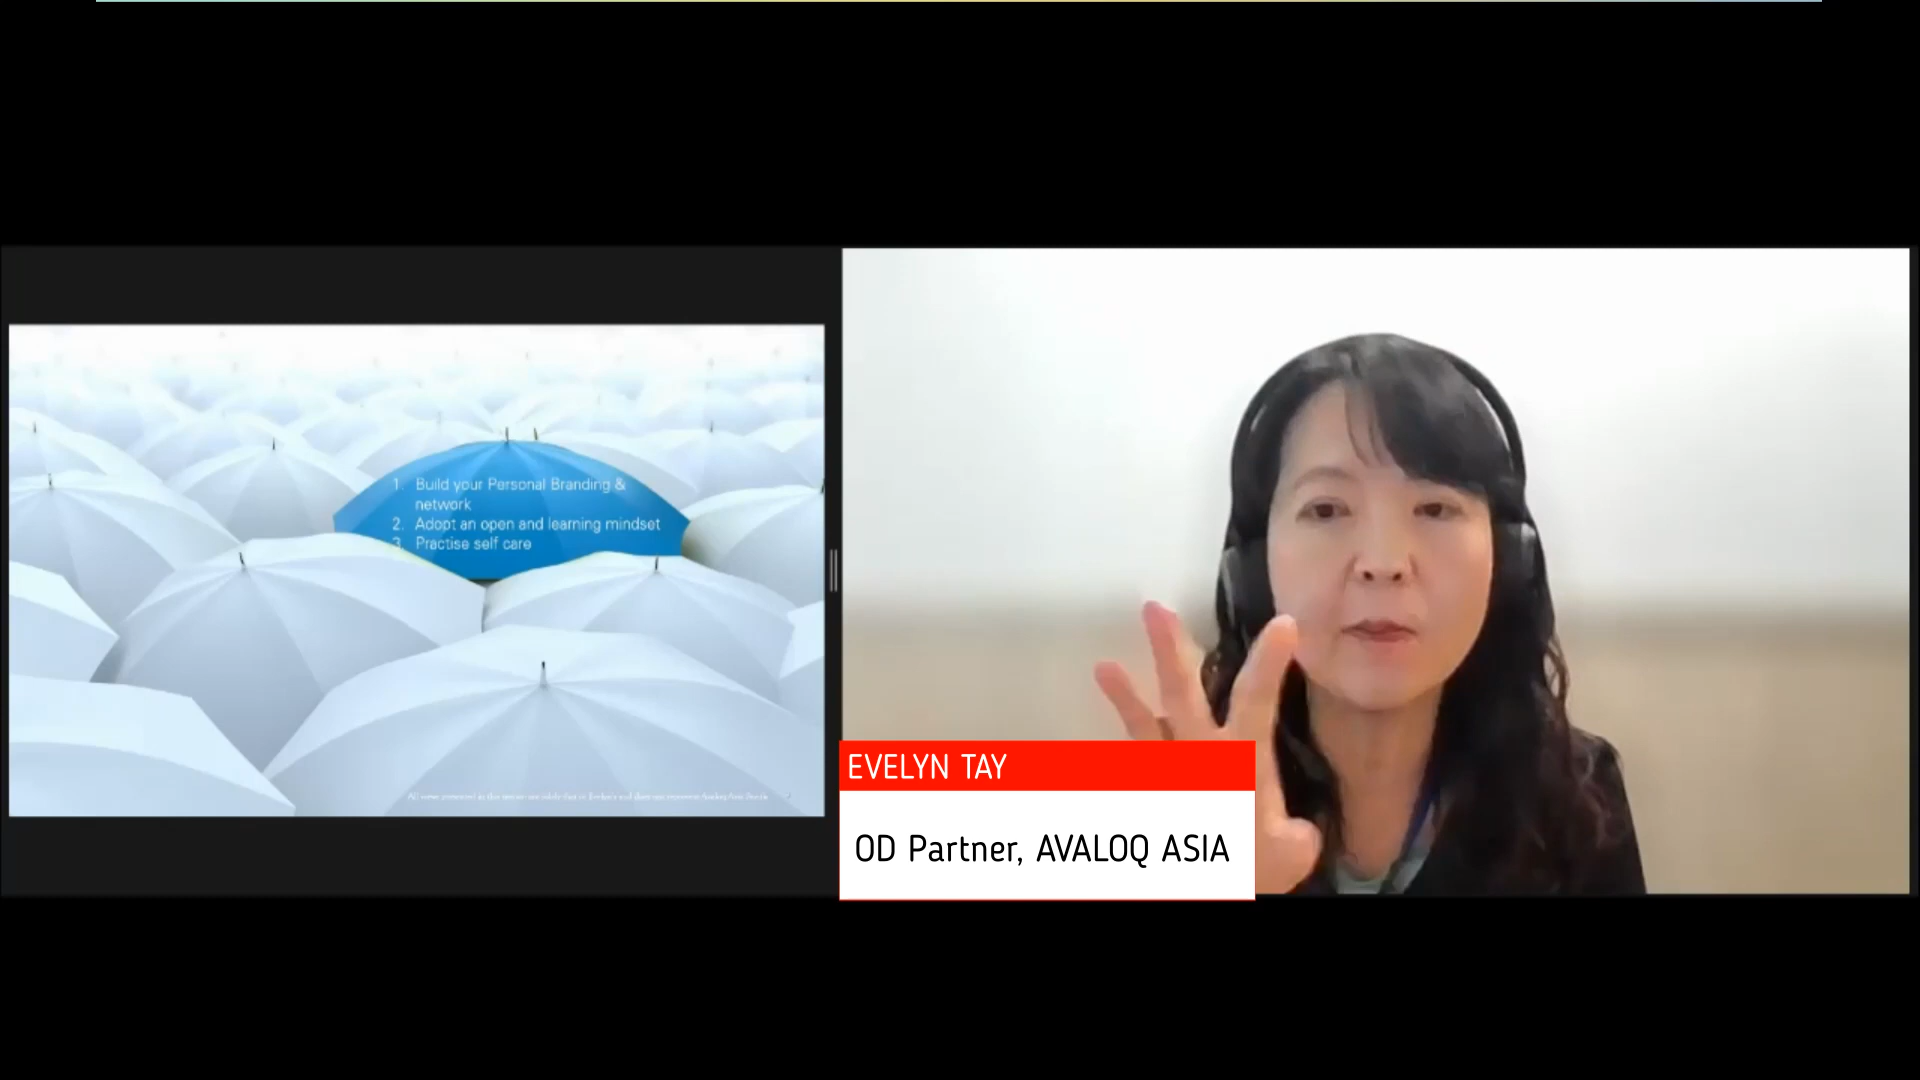 1. Build your Personal Branding &
network
2. Adopt an open and learning mindset
3. Practise self care
EVELYN TAY
OD Partner, AVALOQ ASIA